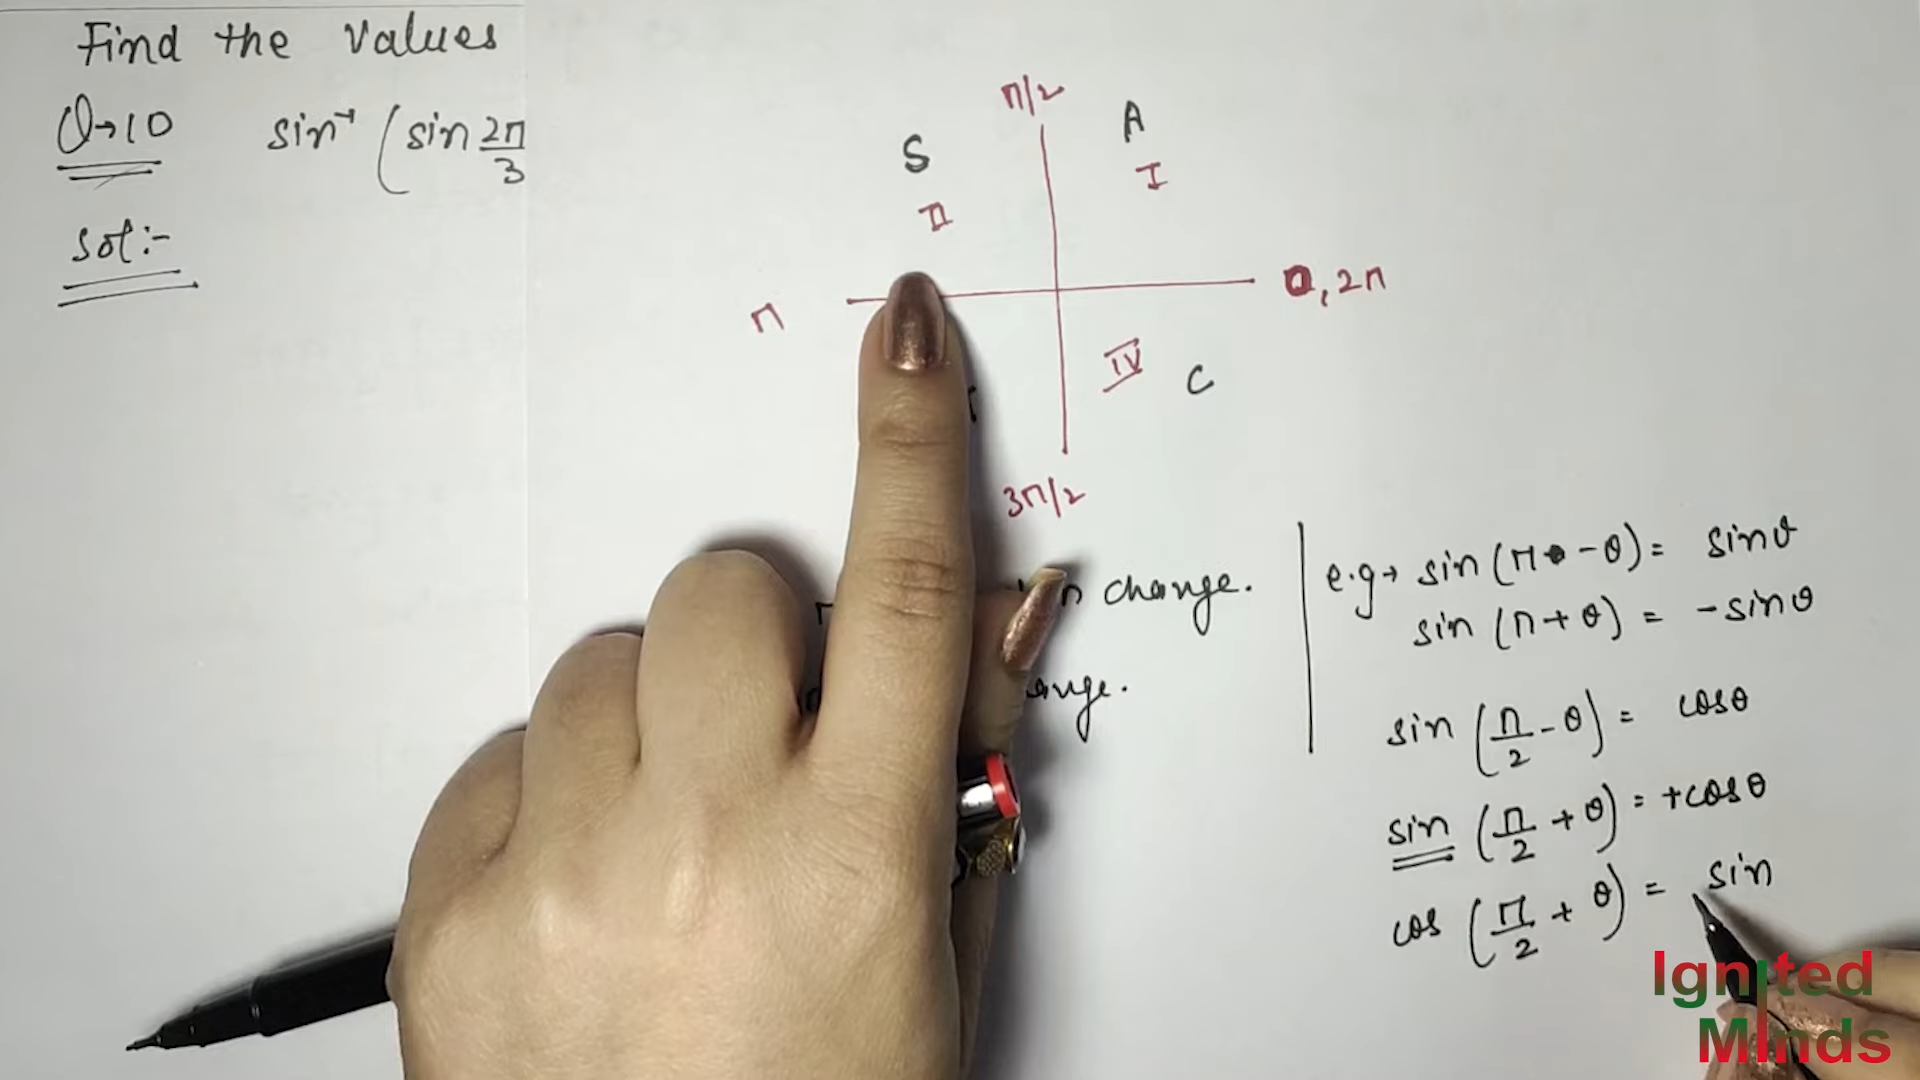 Find the values
Q→10 sin⁻¹ (sin 2π/3
Sol:-
π/2
S A
II I
π 0, 2π
IV C
3π/2
change.
e.g→ sin (π - θ) = sinθ
sin (π + θ) = - sinθ
sin (π/2 - θ) = cosθ
sin (π/2 + θ) = + cosθ
cos (π/2 + θ) = sin
Ignited
Minds